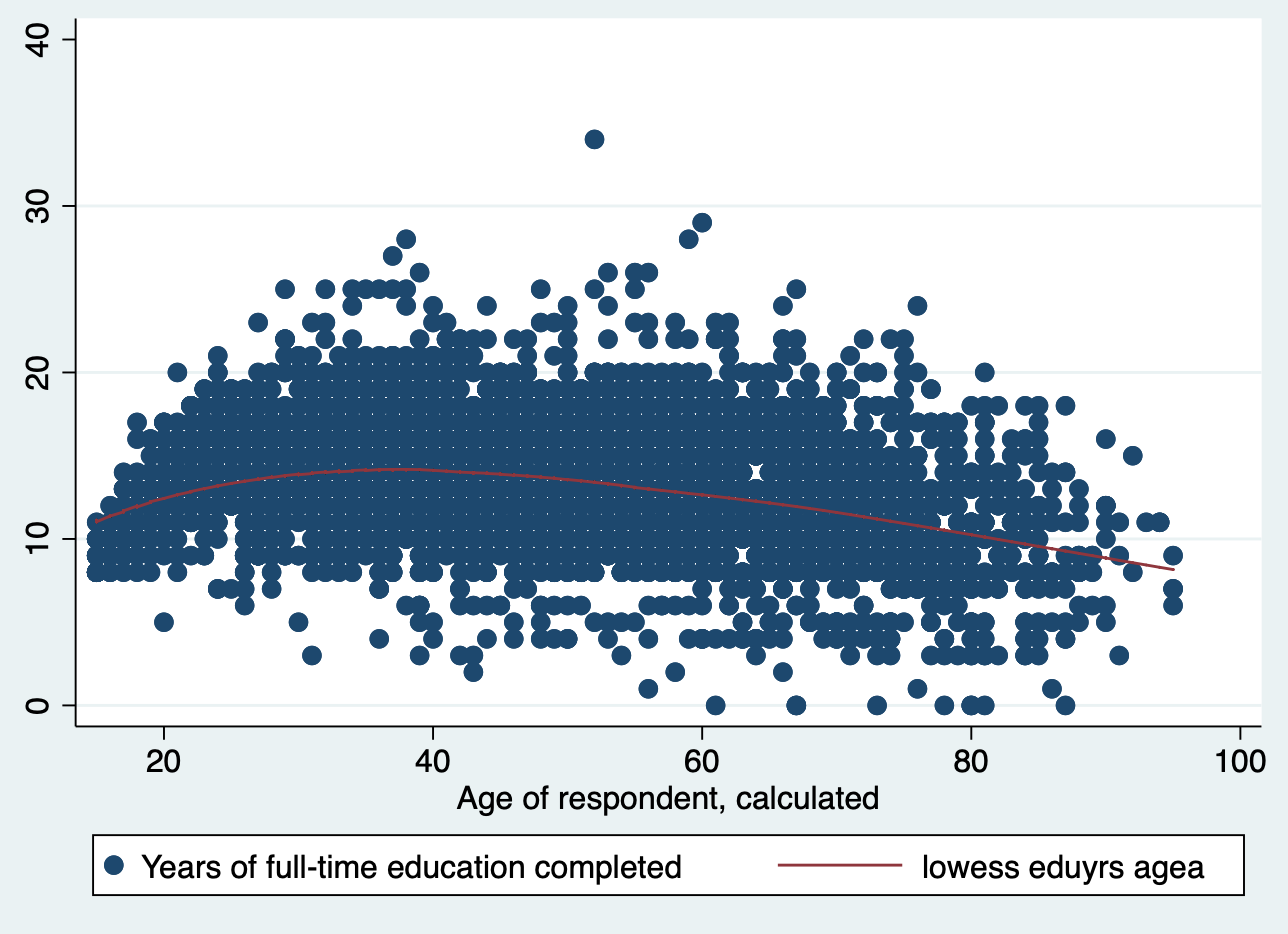 40
30
20
10
0
20 40 60 80 100
Age of respondent, calculated
Years of full-time education completed lowess eduyrs agea